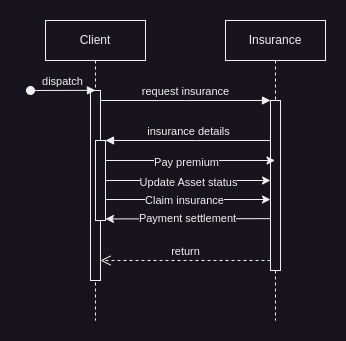 Client
Insurance
dispatch
request insurance
insurance details
Pay premium
Update Asset status
Claim insurance
Payment settlement
return